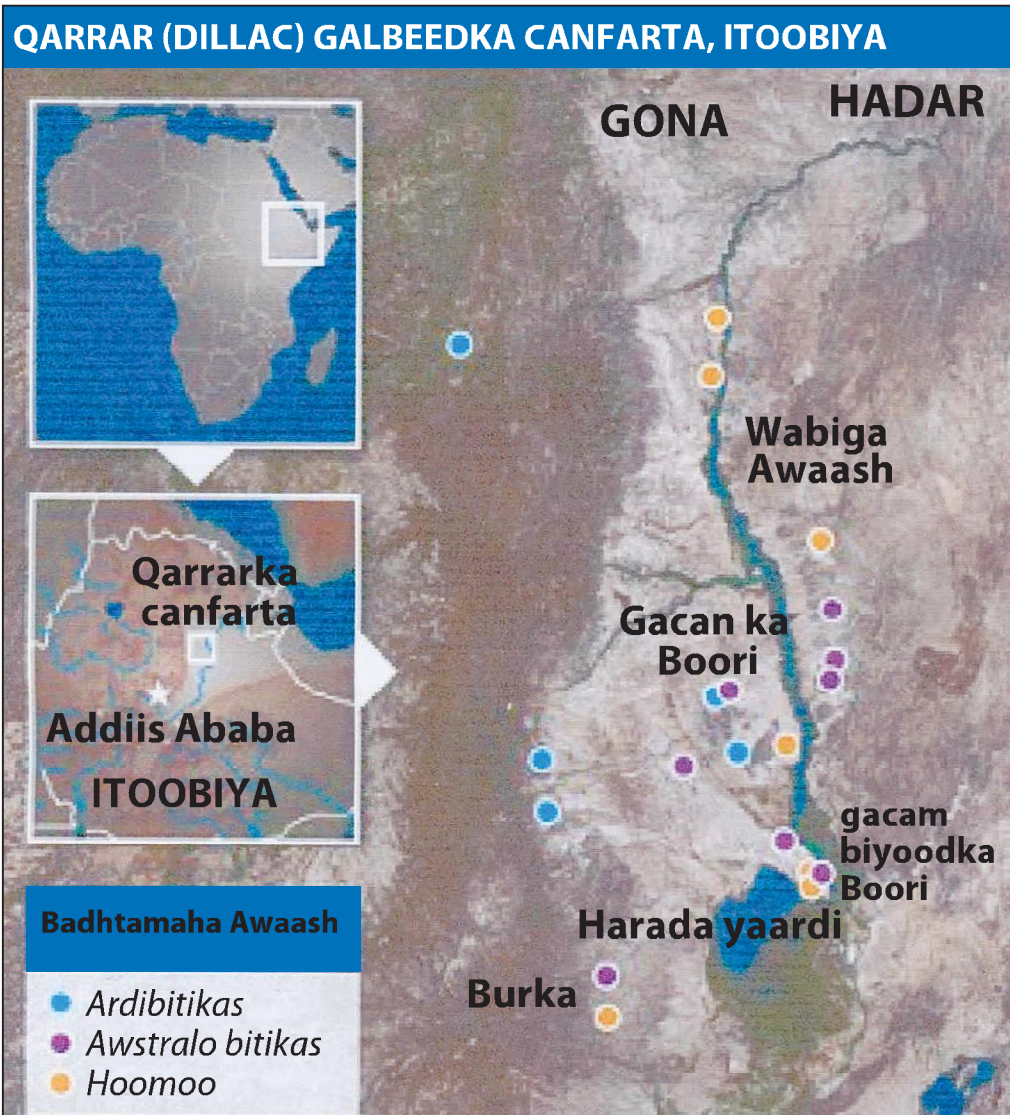 QARRAR (DILLAC) GALBEEDKA CANFARTA, ITOOBIYA
GONA
HADAR
Wabiga
Awaash
Qarrarka
canfarta
Gacan ka
Boori
Addiis Ababa
ITOOBIYA
gacam
biyoodka
Boori
Harada yaardi
Burka
Badhtamaha Awaash
Ardibitikas
Awstralo bitikas
Hoomoo